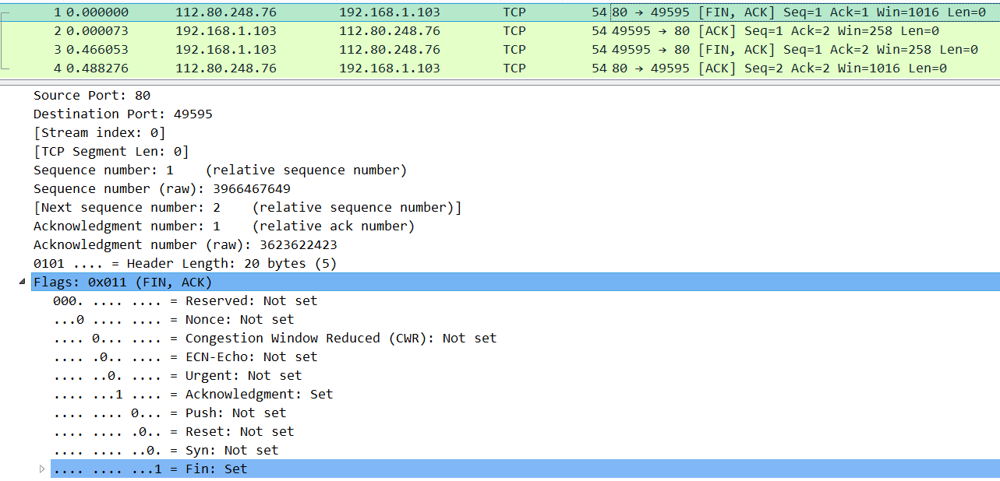 1 0.000000 112.80.248.76 192.168.1.103 TCP 54 80 → 49595 [FIN, ACK] Seq=1 Ack=1 Win=1016 Len=0
2 0.000073 192.168.1.103 112.80.248.76 TCP 54 49595 → 80 [ACK] Seq=1 Ack=2 Win=258 Len=0
3 0.466053 192.168.1.103 112.80.248.76 TCP 54 49595 → 80 [FIN, ACK] Seq=1 Ack=2 Win=258 Len=0
4 0.488276 112.80.248.76 192.168.1.103 TCP 54 80 → 49595 [ACK] Seq=2 Ack=2 Win=1016 Len=0
Source Port: 80
Destination Port: 49595
[Stream index: 0]
[TCP Segment Len: 0]
Sequence number: 1    (relative sequence number)
Sequence number (raw): 3966467649
[Next sequence number: 2    (relative sequence number)]
Acknowledgment number: 1    (relative ack number)
Acknowledgment number (raw): 3623622423
0101 .... = Header Length: 20 bytes (5)
Flags: 0x011 (FIN, ACK)
000. .... .... = Reserved: Not set
...0 .... .... = Nonce: Not set
.... 0... .... = Congestion Window Reduced (CWR): Not set
.... .0.. .... = ECN-Echo: Not set
.... ..0. .... = Urgent: Not set
.... ...1 .... = Acknowledgment: Set
.... .... 0... = Push: Not set
.... .... .0.. = Reset: Not set
.... .... ..0. = Syn: Not set
.... .... ...1 = Fin: Set